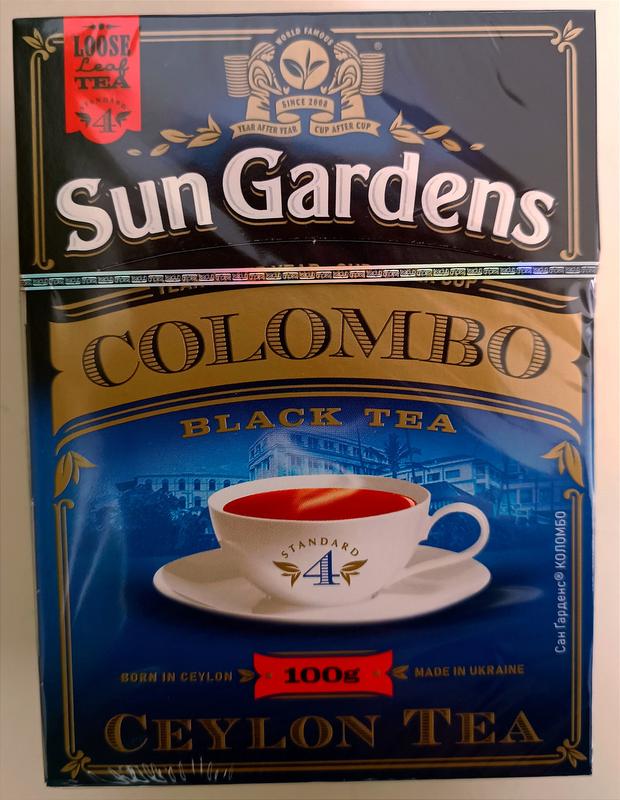 LOOSE
Leaf
TEA
STANDARD
4
WORLD FAMOUS
®
SINCE 2008
YEAR AFTER YEAR CUP AFTER CUP
Sun Gardens
COLOMBO
BLACK TEA
STANDARD
4
Сан Ґарденс® КОЛОМБО
BORN IN CEYLON
100g
MADE IN UKRAINE
CEYLON TEA